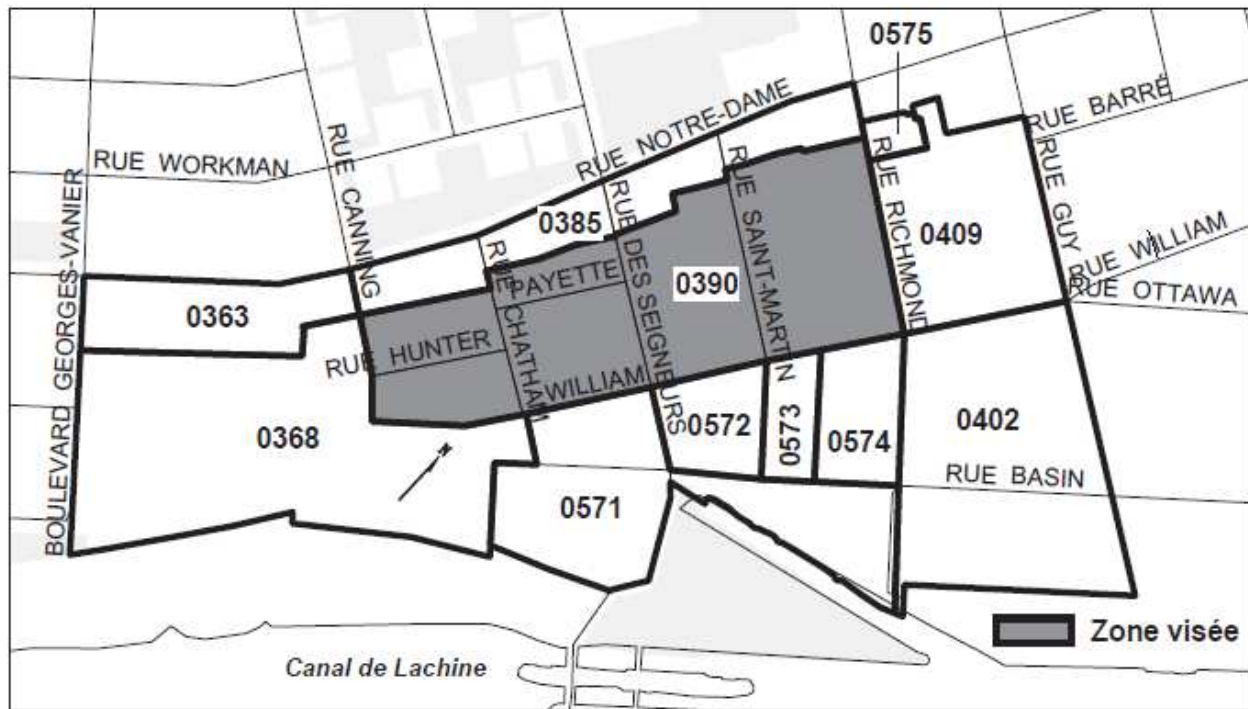 0575
RUE BARRÉ
RUE NOTRE-DAME
RUE WORKMAN
RUE CANNING
RUE GUY
RUE RICHMOND
RUE SAINT-MARTIN
0385
0409
RUE DES SEIGNEURS
RUE WILLIAM
RUE CHATHAM
PAYETTE
0390
RUE OTTAWA
BOULEVARD GEORGES-VANIER
0363
RUE HUNTER
WILLIAM
0368
N
0572
0573
0574
0402
RUE BASIN
0571
Zone visée
Canal de Lachine